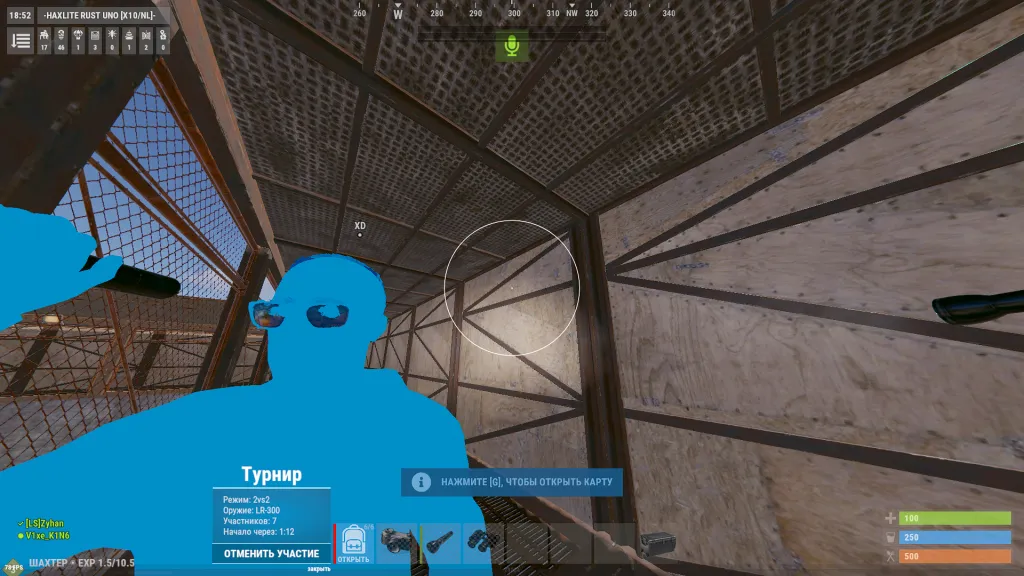 18:52 -HAXLITE RUST UNO [X10/NL]-
17 46 1 3 0 1 2 0
260 W 280 290 300 310 NW 320 330 340
XD
Турнир
Режим: 2vs2
Оружие: LR-300
Участников: 7
Начало через: 1:12
ОТМЕНИТЬ УЧАСТИЕ
закрыть
НАЖМИТЕ [G], ЧТОБЫ ОТКРЫТЬ КАРТУ
6/6
ОТКРЫТЬ
[LS]Zyhan
V1xe_K1N6
ШАХТЕР • EXP 1.5/10.5
100
250
500